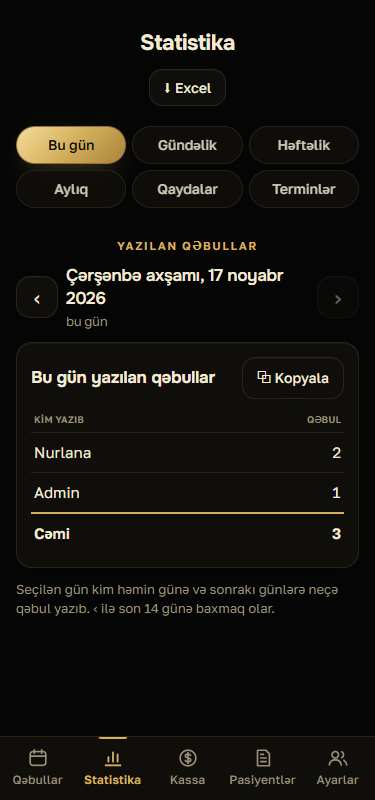 Statistika
⭳ Excel
Bu gün
Gündəlik
Həftəlik
Aylıq
Qaydalar
Terminlər
YAZILAN QƏBULLAR
‹
Çərşənbə axşamı, 17 noyabr
2026
›
bu gün
Bu gün yazılan qəbullar
Kopyala
KİM YAZIB
QƏBUL
Nurlana 2
Admin 1
Cəmi 3
Seçilən gün kim həmin günə və sonrakı günlərə neçə
qəbul yazıb. ‹ ilə son 14 günə baxmaq olar.
Qəbullar
Statistika
Kassa
Pasiyentlər
Ayarlar